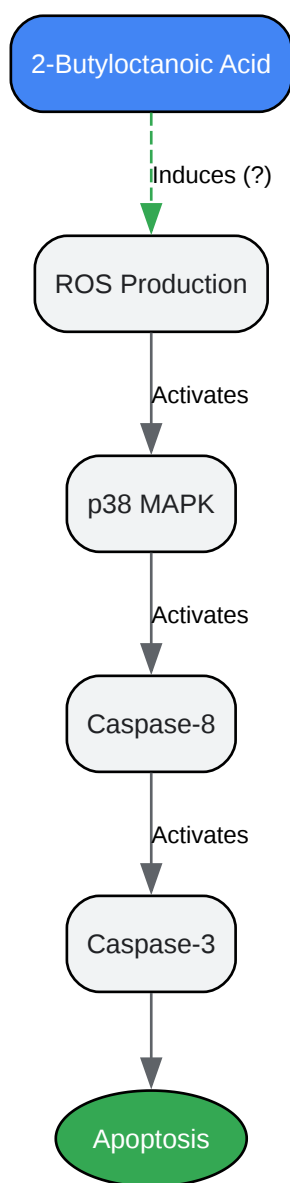 2-Butyloctanoic Acid
Induces (?)
ROS Production
Activates
p38 MAPK
Activates
Caspase-8
Activates
Caspase-3
Apoptosis